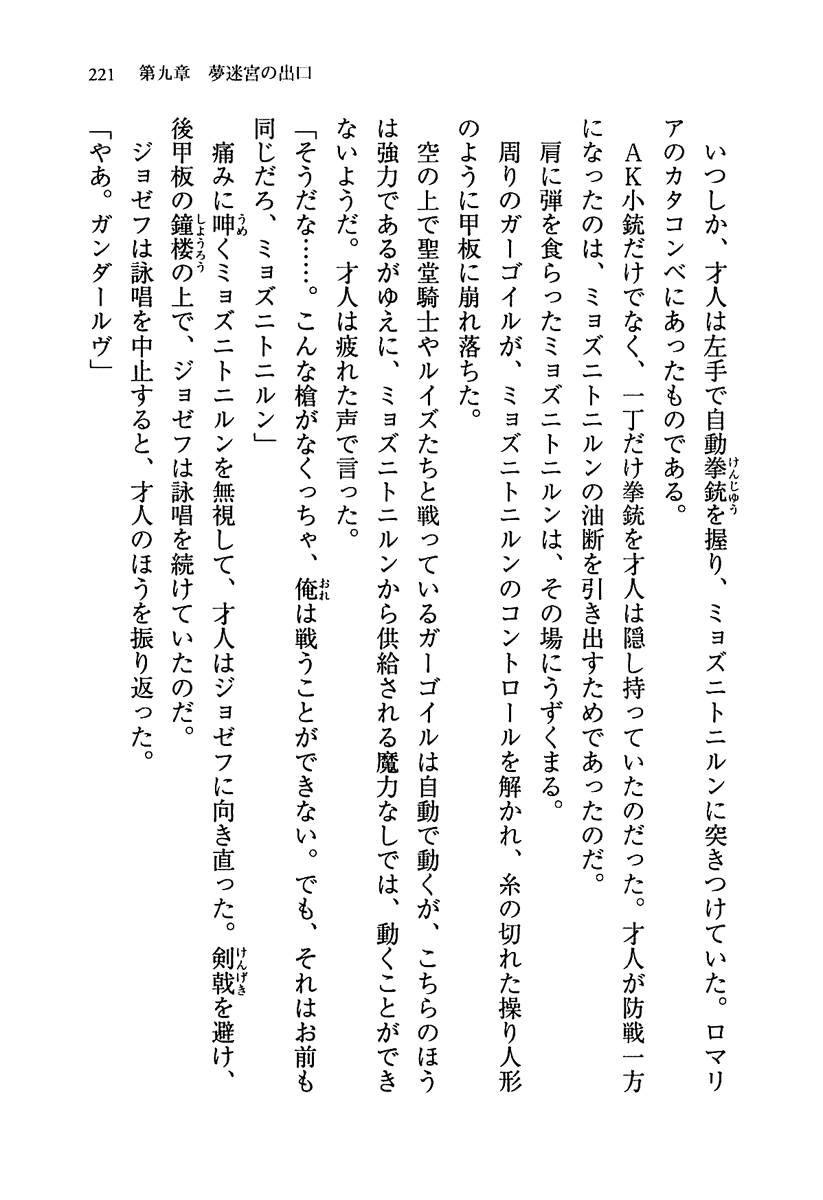 221　第九章　夢迷宮の出口
　いつしか、才人は左手で自動拳銃を握り、ミョズニトニルンに突きつけていた。ロマリ
アのカタコンベにあったものである。
　ＡＫ小銃だけでなく、一丁だけ拳銃を才人は隠し持っていたのだった。才人が防戦一方
になったのは、ミョズニトニルンの油断を引き出すためであったのだ。
　肩に弾を食らったミョズニトニルンは、その場にうずくまる。
　周りのガーゴイルが、ミョズニトニルンのコントロールを解かれ、糸の切れた操り人形
のように甲板に崩れ落ちた。
　空の上で聖堂騎士やルイズたちと戦っているガーゴイルは自動で動くが、こちらのほう
は強力であるがゆえに、ミョズニトニルンから供給される魔力なしでは、動くことができ
ないようだ。才人は疲れた声で言った。
「そうだな……。こんな槍がなくっちゃ、俺は戦うことができない。でも、それはお前も
同じだろ、ミョズニトニルン」
　痛みに呻くミョズニトニルンを無視して、才人はジョゼフに向き直った。剣戟を避け、
後甲板の鐘楼の上で、ジョゼフは詠唱を続けていたのだ。
　ジョゼフは詠唱を中止すると、才人のほうを振り返った。
「やあ。ガンダールヴ」